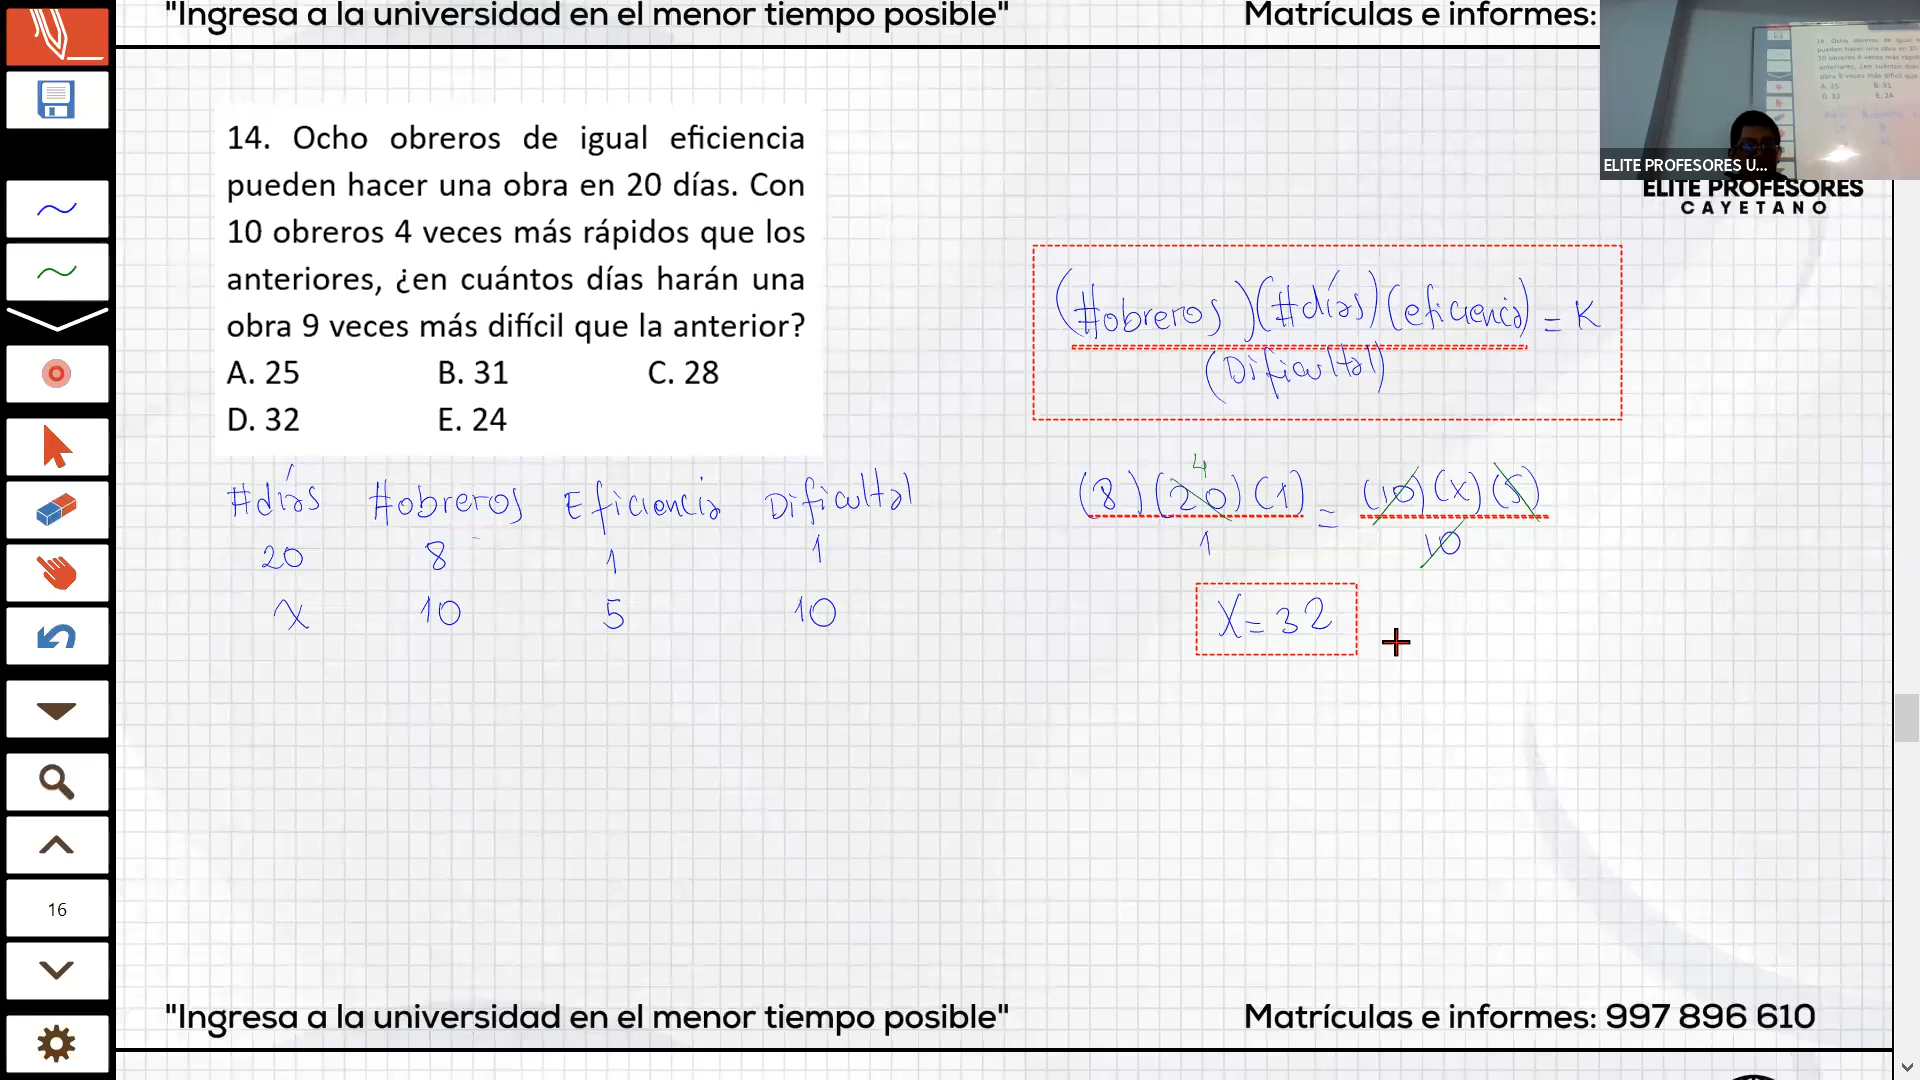 "Ingresa a la universidad en el menor tiempo posible" Matrículas e informes:
ELITE PROFESORES U...
ELITE PROFESORES
CAYETANO
14. Ocho obreros de igual eficiencia
pueden hacer una obra en 20 días. Con
10 obreros 4 veces más rápidos que los
anteriores, ¿en cuántos días harán una
obra 9 veces más difícil que la anterior?
A. 25 B. 31 C. 28
D. 32 E. 24
(#obreros)(#días)(eficiencia) = K
(Dificultad)
#días #obreros Eficiencia Dificultad
20 8 1 1
x 10 5 10
4
(8)(20)(1) = (10)(x)(5)
1 10
X = 32
16
"Ingresa a la universidad en el menor tiempo posible" Matrículas e informes: 997 896 610